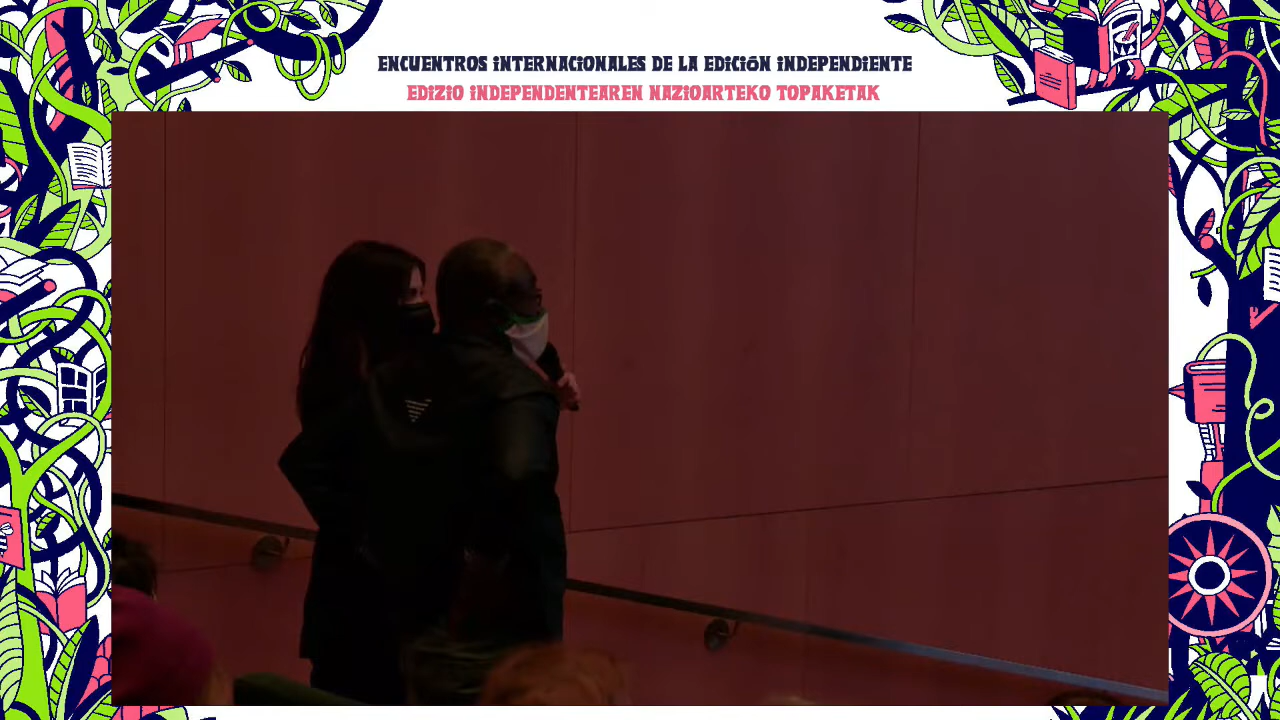 ENCUENTROS INTERNACIONALES DE LA EDICIÓN INDEPENDIENTE
EDIZIO INDEPENDENTEAREN NAZIOARTEKO TOPAKETAK